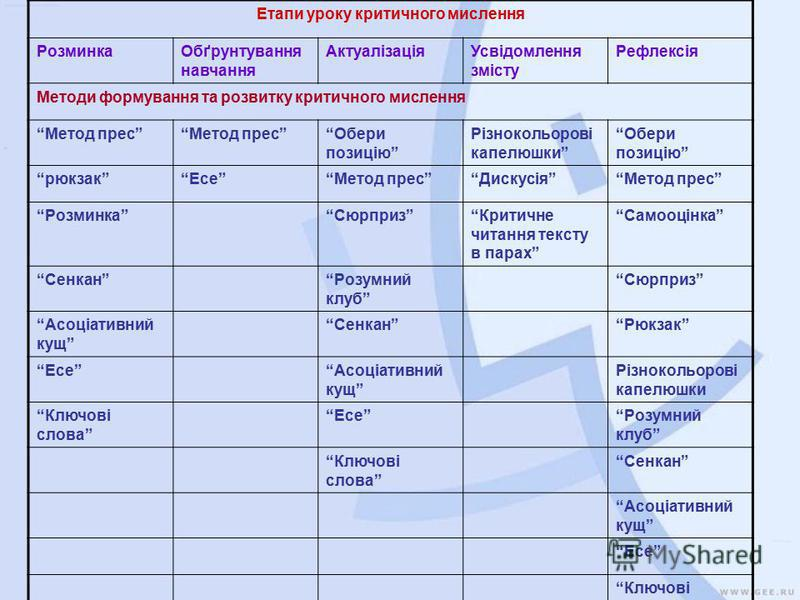 Етапи уроку критичного мислення
Розминка Обґрунтування Актуалізація Усвідомлення Рефлексія
навчання змісту
Методи формування та розвитку критичного мислення
“Метод прес” “Метод прес” “Обери Різнокольорові “Обери
позицію” капелюшки” позицію”
“рюкзак” “Есе” “Метод прес” “Дискусія” “Метод прес”
“Розминка” “Сюрприз” “Критичне “Самооцінка”
читання тексту
в парах”
“Сенкан” “Розумний “Сюрприз”
клуб”
“Асоціативний “Сенкан” “Рюкзак”
кущ”
“Есе” “Асоціативний Різнокольорові
кущ” капелюшки
“Ключові “Есе” “Розумний
слова” клуб”
“Ключові “Сенкан”
слова”
“Асоціативний
кущ”
“Есе”
“Ключові
MyShared
WWW.GEE.RU